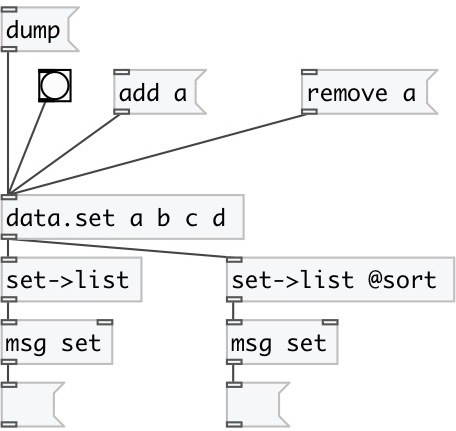 dump
add a
remove a
data.set a b c d
set->list
set->list @sort
msg set
msg set